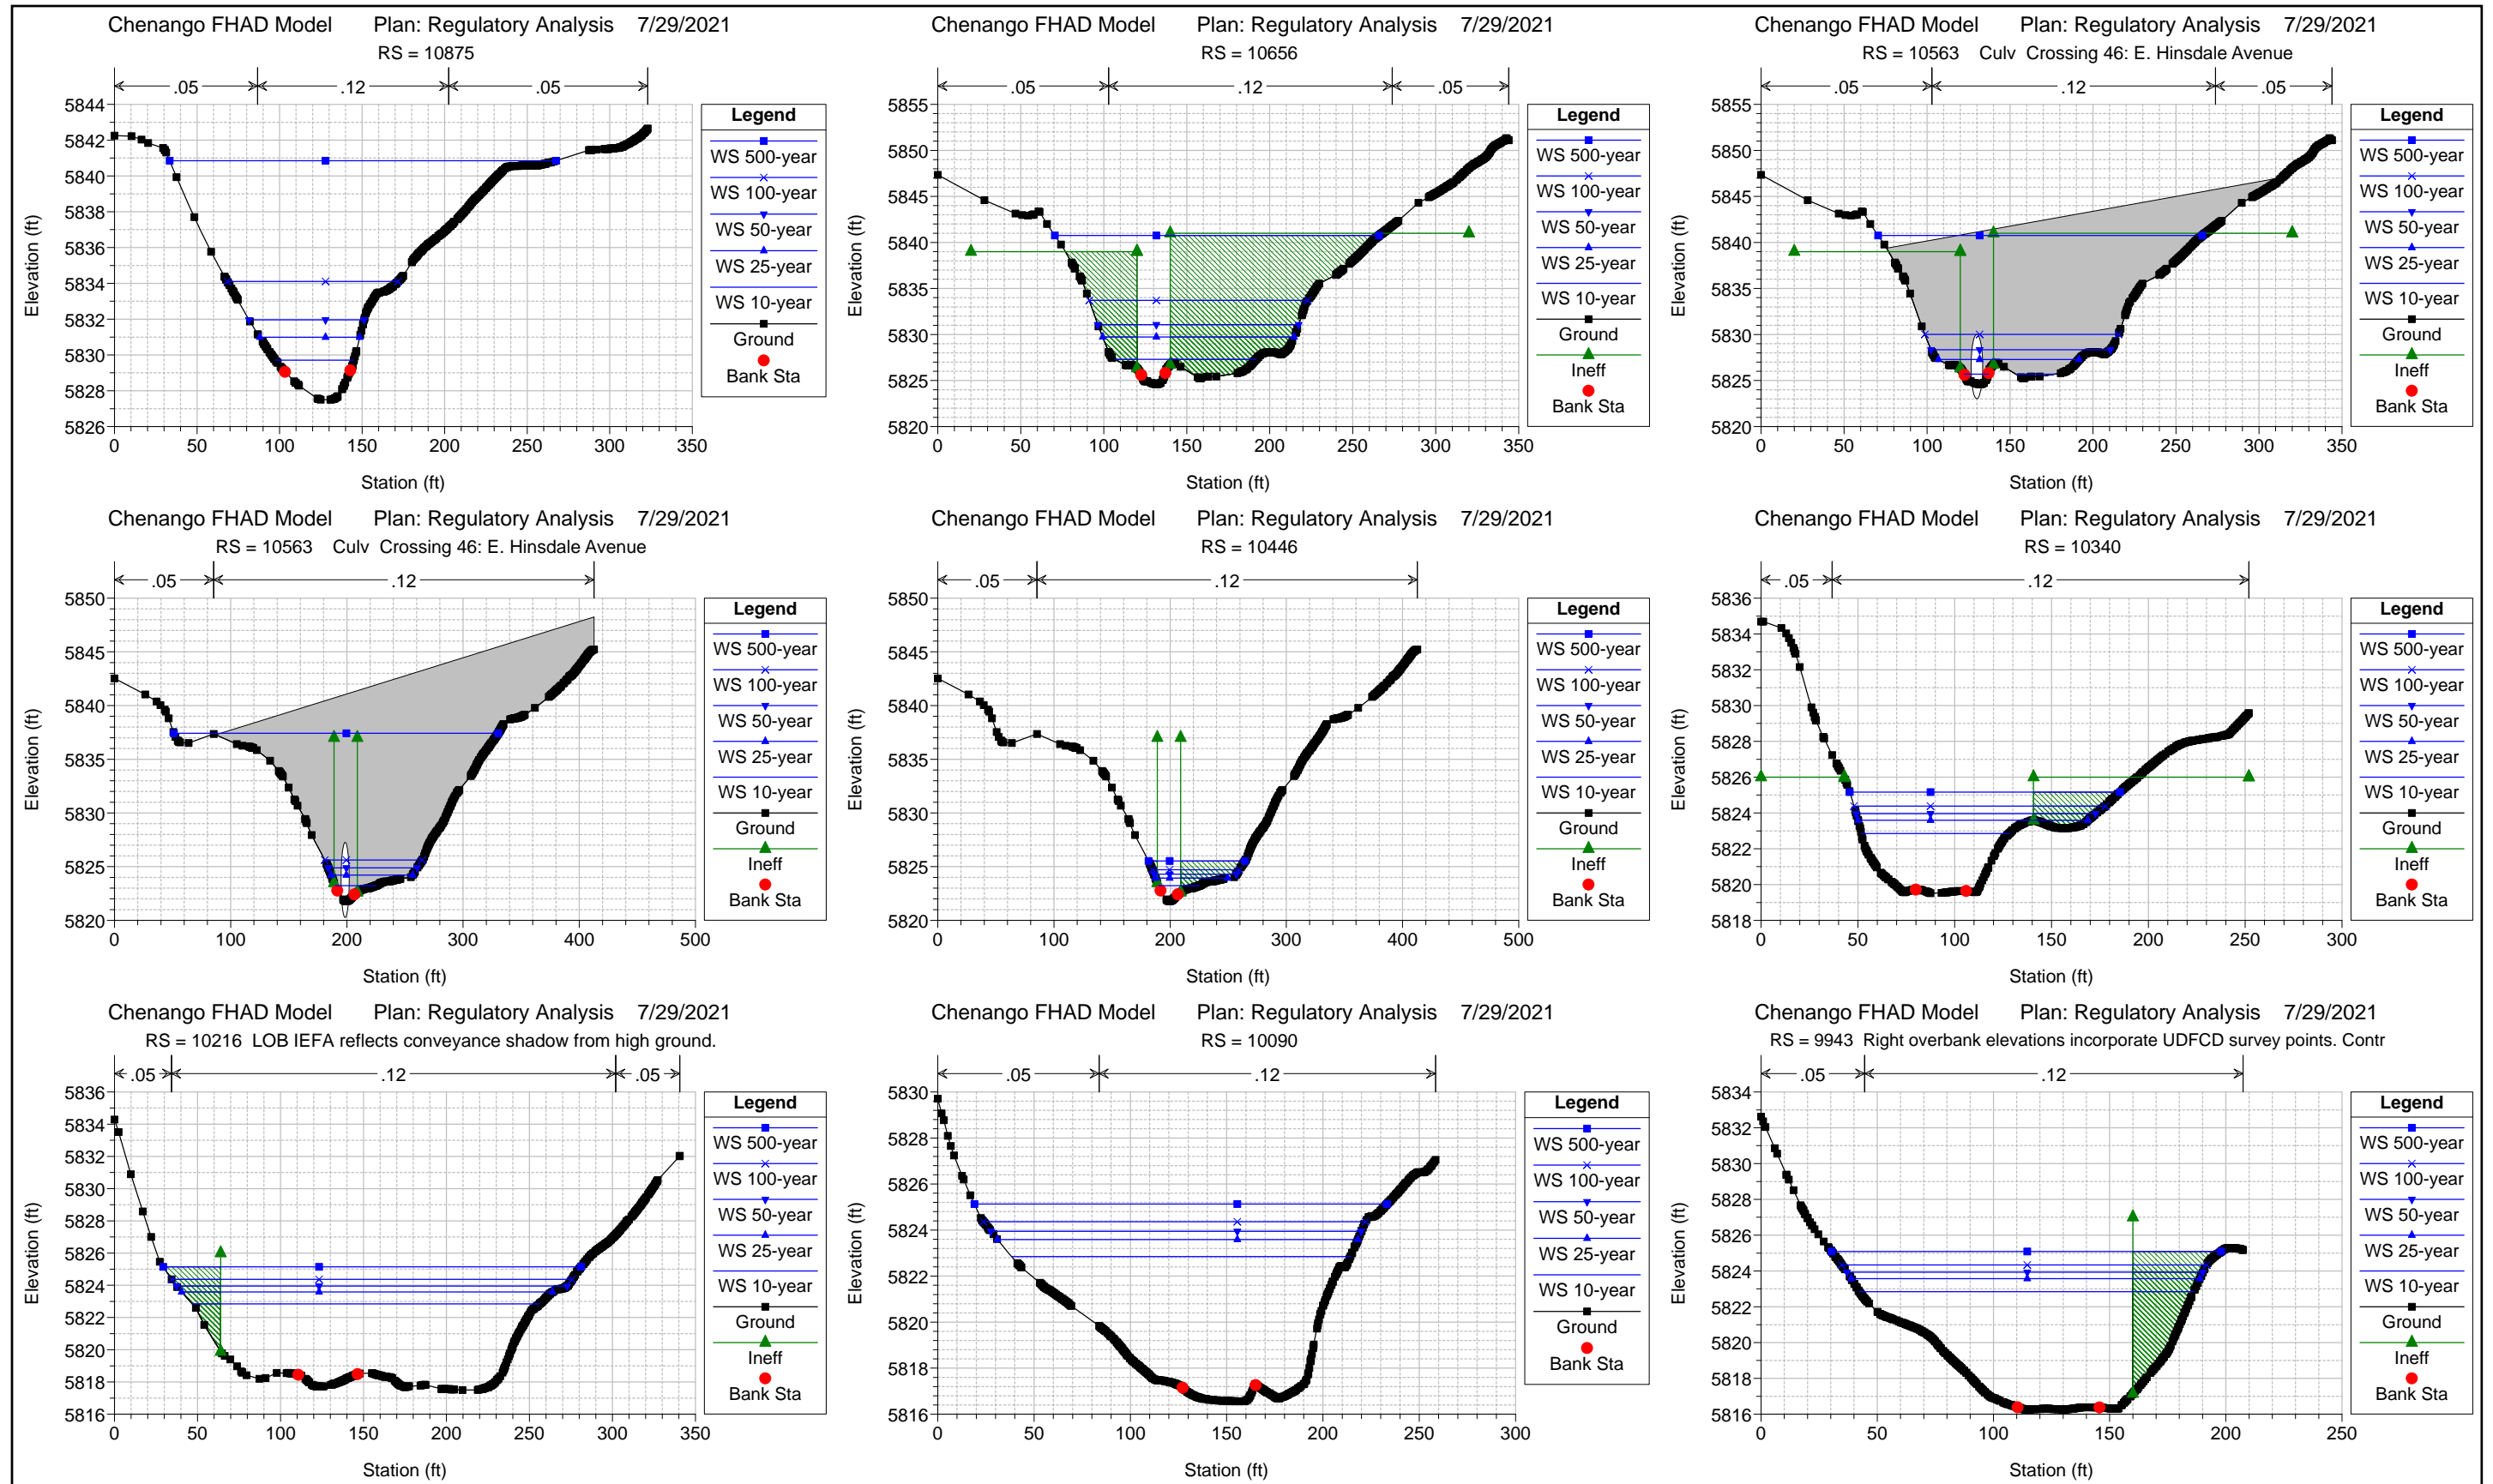 Chenango FHAD Model Plan: Regulatory Analysis 7/29/2021
RS = 10875
.05 .12 .05
5844
5842
5840
5838
5836
5834
5832
5830
5828
5826
Elevation (ft)
0 50 100 150 200 250 300 350
Station (ft)
Legend
WS 500-year
WS 100-year
WS 50-year
WS 25-year
WS 10-year
Ground
Bank Sta
Chenango FHAD Model Plan: Regulatory Analysis 7/29/2021
RS = 10656
.05 .12 .05
5855
5850
5845
5840
5835
5830
5825
5820
Elevation (ft)
0 50 100 150 200 250 300 350
Station (ft)
Legend
WS 500-year
WS 100-year
WS 50-year
WS 25-year
WS 10-year
Ground
Ineff
Bank Sta
Chenango FHAD Model Plan: Regulatory Analysis 7/29/2021
RS = 10563 Culv Crossing 46: E. Hinsdale Avenue
.05 .12 .05
5855
5850
5845
5840
5835
5830
5825
5820
Elevation (ft)
0 50 100 150 200 250 300 350
Station (ft)
Legend
WS 500-year
WS 100-year
WS 50-year
WS 25-year
WS 10-year
Ground
Ineff
Bank Sta
Chenango FHAD Model Plan: Regulatory Analysis 7/29/2021
RS = 10563 Culv Crossing 46: E. Hinsdale Avenue
.05 .12
5850
5845
5840
5835
5830
5825
5820
Elevation (ft)
0 100 200 300 400 500
Station (ft)
Legend
WS 500-year
WS 100-year
WS 50-year
WS 25-year
WS 10-year
Ground
Ineff
Bank Sta
Chenango FHAD Model Plan: Regulatory Analysis 7/29/2021
RS = 10446
.05 .12
5850
5845
5840
5835
5830
5825
5820
Elevation (ft)
0 100 200 300 400 500
Station (ft)
Legend
WS 500-year
WS 100-year
WS 50-year
WS 25-year
WS 10-year
Ground
Ineff
Bank Sta
Chenango FHAD Model Plan: Regulatory Analysis 7/29/2021
RS = 10340
.05 .12
5836
5834
5832
5830
5828
5826
5824
5822
5820
5818
Elevation (ft)
0 50 100 150 200 250 300
Station (ft)
Legend
WS 500-year
WS 100-year
WS 50-year
WS 25-year
WS 10-year
Ground
Ineff
Bank Sta
Chenango FHAD Model Plan: Regulatory Analysis 7/29/2021
RS = 10216 LOB IEFA reflects conveyance shadow from high ground.
.05 .12 .05
5836
5834
5832
5830
5828
5826
5824
5822
5820
5818
5816
Elevation (ft)
0 50 100 150 200 250 300 350
Station (ft)
Legend
WS 500-year
WS 100-year
WS 50-year
WS 25-year
WS 10-year
Ground
Ineff
Bank Sta
Chenango FHAD Model Plan: Regulatory Analysis 7/29/2021
RS = 10090
.05 .12
5830
5828
5826
5824
5822
5820
5818
5816
Elevation (ft)
0 50 100 150 200 250 300
Station (ft)
Legend
WS 500-year
WS 100-year
WS 50-year
WS 25-year
WS 10-year
Ground
Bank Sta
Chenango FHAD Model Plan: Regulatory Analysis 7/29/2021
RS = 9943 Right overbank elevations incorporate UDFCD survey points. Contr
.05 .12
5834
5832
5830
5828
5826
5824
5822
5820
5818
5816
Elevation (ft)
0 50 100 150 200 250
Station (ft)
Legend
WS 500-year
WS 100-year
WS 50-year
WS 25-year
WS 10-year
Ground
Ineff
Bank Sta